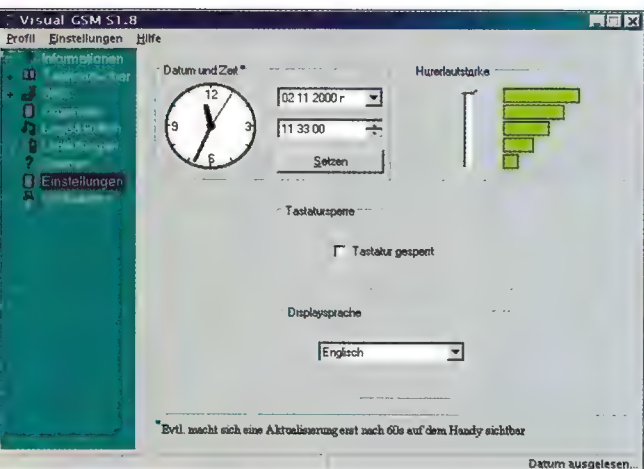 Visual GSM S1.8
Profil Einstellungen Hilfe
Informationen
Einstellungen
Datum und Zeit *
12
9
3
6
02 11 2000 r
11 33 00
Setzen
Hörerlautstärke
Tastatursperre
Tastatur gesperrt
Displaysprache
Englisch
* Evtl. macht sich eine Aktualisierung erst nach 60s auf dem Handy sichtbar
Datum ausgelesen...